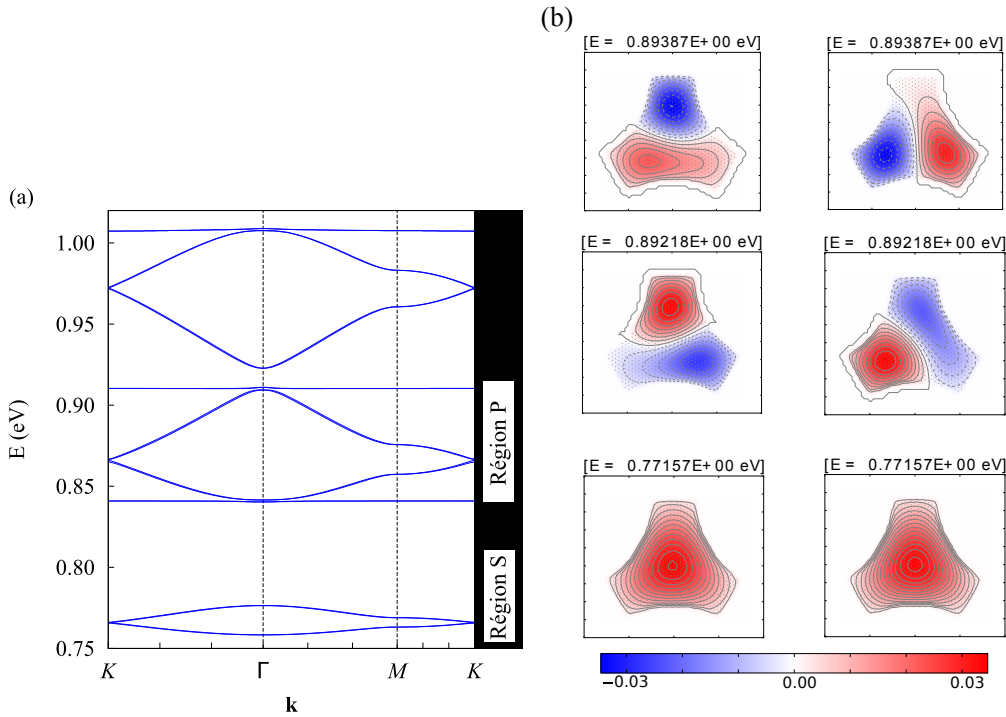 (b)
[E = 0.89387E+00 eV] [E = 0.89387E+00 eV]
(a)
1.00
0.95
0.90
0.85
0.80
0.75
E (eV)
Région P
Région S
K Γ M K
k
[E = 0.89218E+00 eV] [E = 0.89218E+00 eV]
[E = 0.77157E+00 eV] [E = 0.77157E+00 eV]
−0.03 0.00 0.03